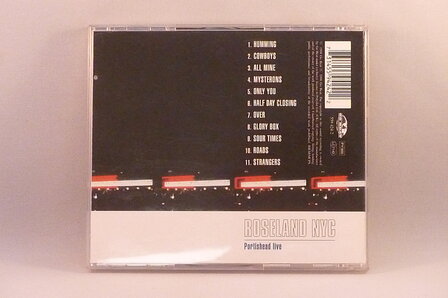 1. HUMMING
2. COWBOYS
3. ALL MINE
4. MYSTERONS
5. ONLY YOU
6. HALF DAY CLOSING
7. OVER
8. GLORY BOX
9. SOUR TIMES
10. ROADS
11. STRANGERS
ROSELAND NYC
Portishead live